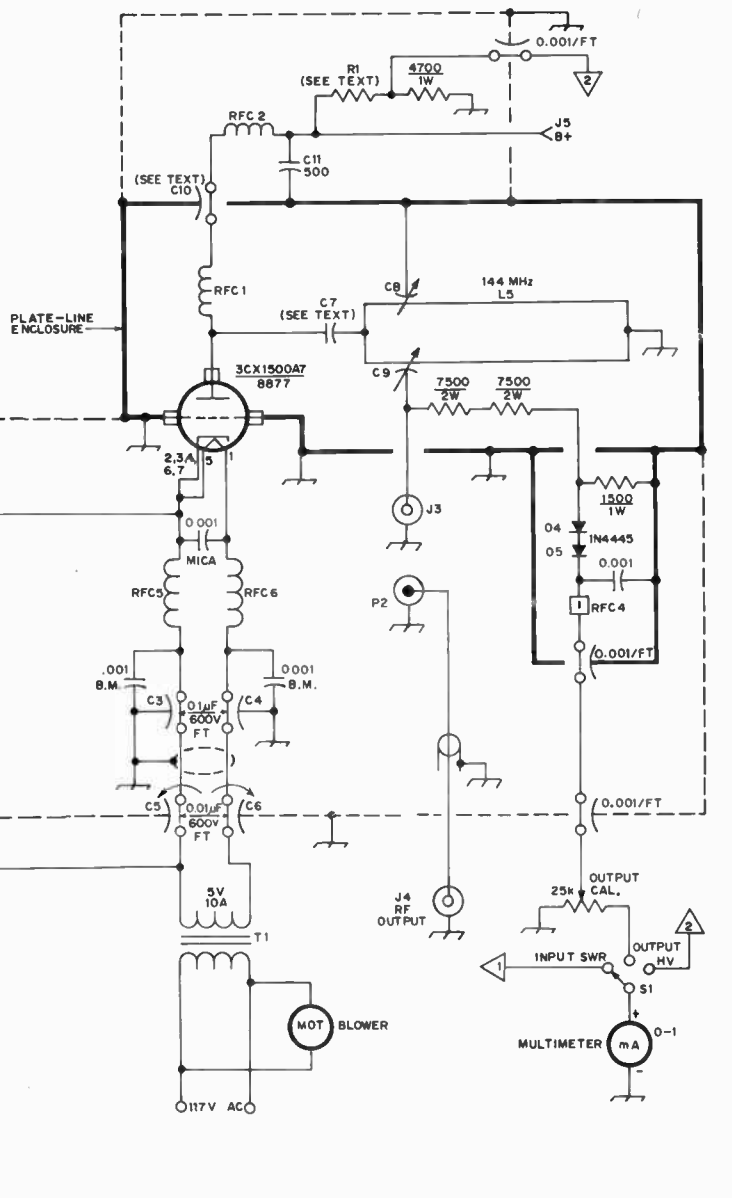 0.001/FT
R1
(SEE TEXT)
4700
1W
2
RFC 2
J5
B+
C11
500
(SEE TEXT)
C10
RFC1
C8
144 MHz
L5
C7
(SEE TEXT)
PLATE-LINE
ENCLOSURE
C9
3CX1500A7
8877
7500
2W
7500
2W
2,3,4,
6,7
5
1
0.001
MICA
J3
1500
1W
D4
1N4445
D5
0.001
RFC5
RFC6
P2
1
RFC4
.001
B.M.
0.001
B.M.
0.001/FT
C3
0.1µF
600V
FT
C4
C5
0.01µF
600V
FT
C6
0.001/FT
5V
10A
T1
J4
RF
OUTPUT
25k
OUTPUT
CAL.
2
1
INPUT SWR
OUTPUT
HV
S1
MOT
BLOWER
+
MULTIMETER
mA
0-1
-
117V AC